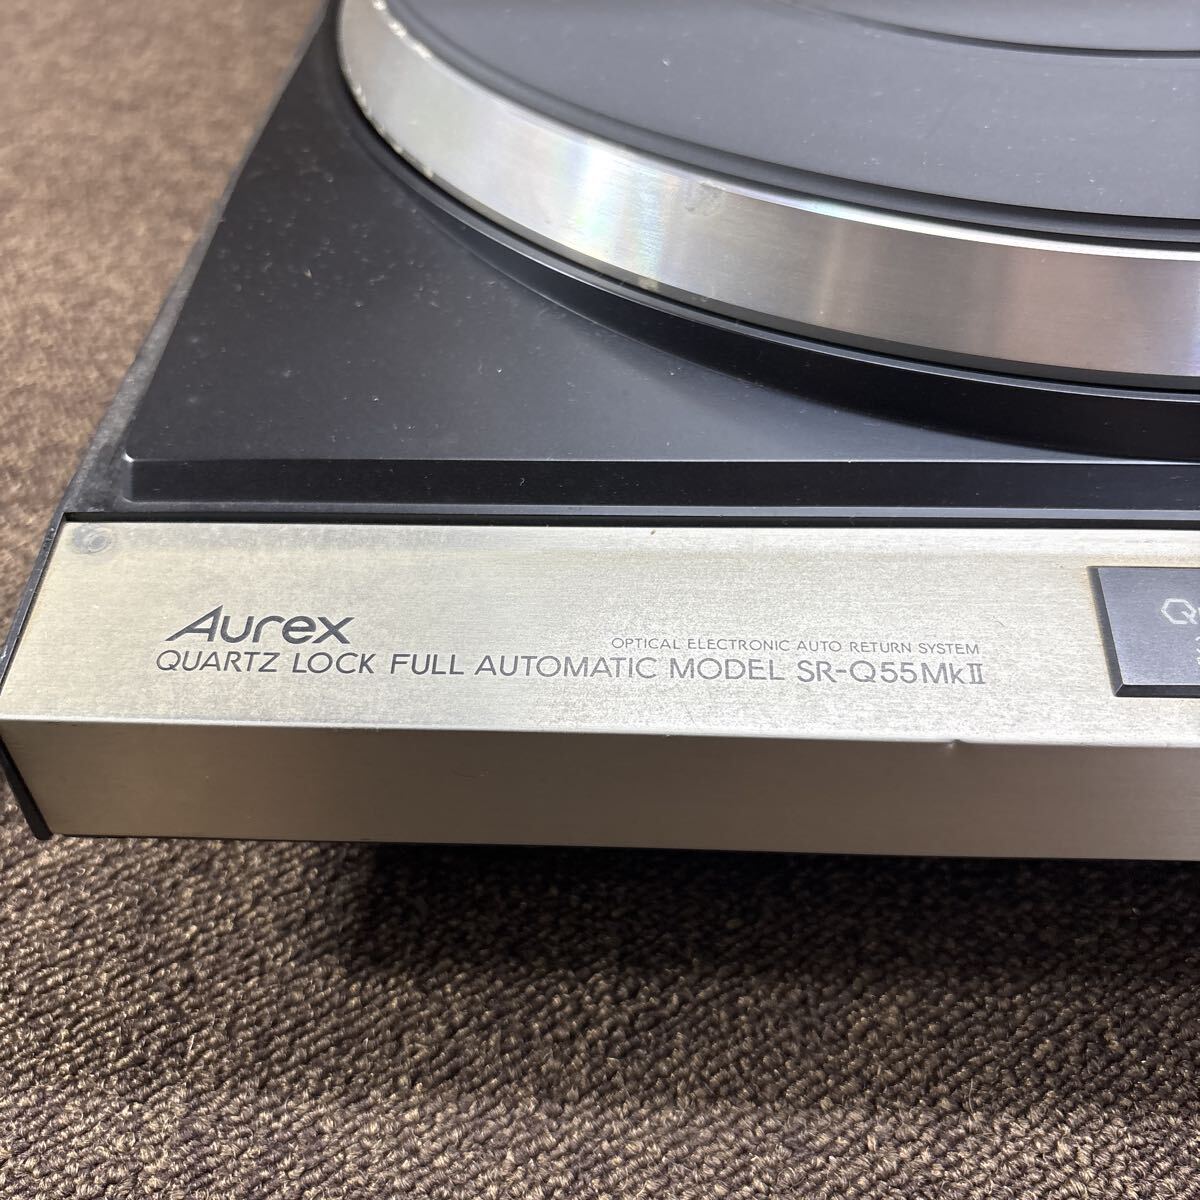 Aurex
OPTICAL ELECTRONIC AUTO RETURN SYSTEM
QUARTZ LOCK FULL AUTOMATIC MODEL SR-Q55MkII